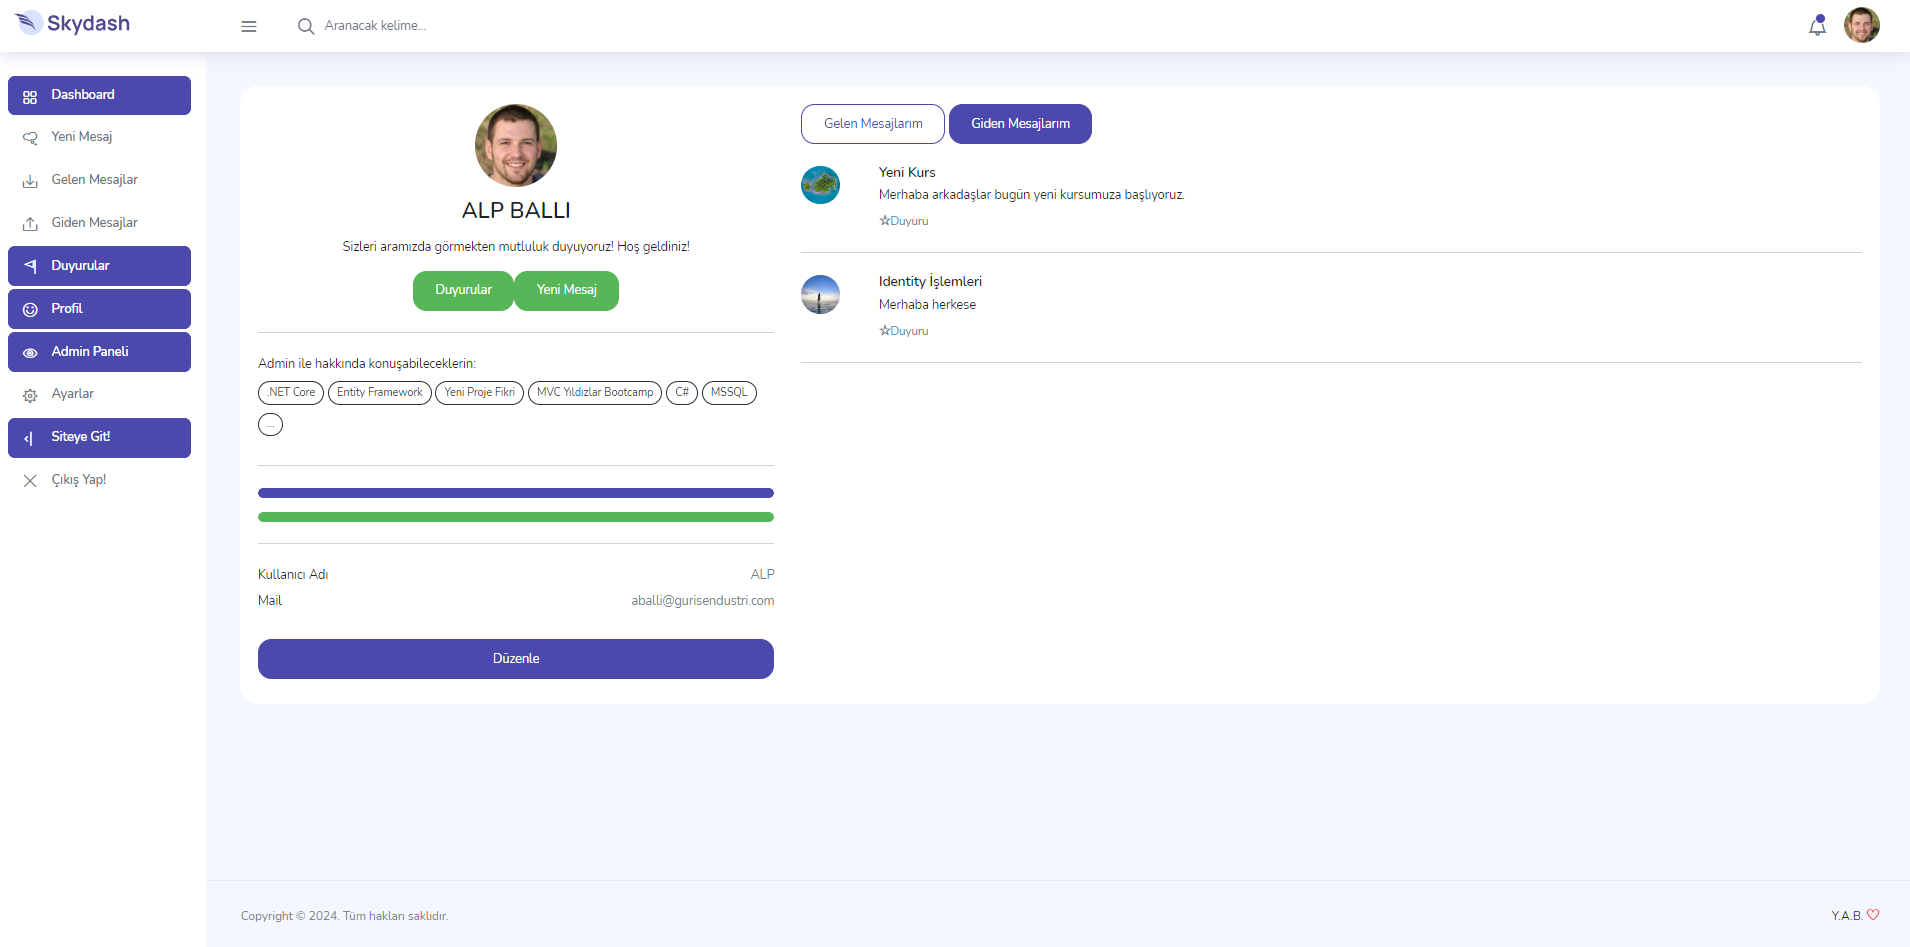 Skydash
Aranacak kelime...
Dashboard
Yeni Mesaj
Gelen Mesajlar
Giden Mesajlar
Duyurular
Profil
Admin Paneli
Ayarlar
Siteye Git!
Çıkış Yap!
ALP BALLI
Sizleri aramızda görmekten mutluluk duyuyoruz! Hoş geldiniz!
Duyurular Yeni Mesaj
Admin ile hakkında konuşabileceklerin:
.NET Core Entity Framework Yeni Proje Fikri MVC Yıldızlar Bootcamp C# MSSQL
...
Kullanıcı Adı ALP
Mail aballi@gurisendustri.com
Düzenle
Gelen Mesajlarım Giden Mesajlarım
Yeni Kurs
Merhaba arkadaşlar bugün yeni kursumuza başlıyoruz.
Duyuru
Identity İşlemleri
Merhaba herkese
Duyuru
Copyright © 2024. Tüm hakları saklıdır.
Y.A.B.